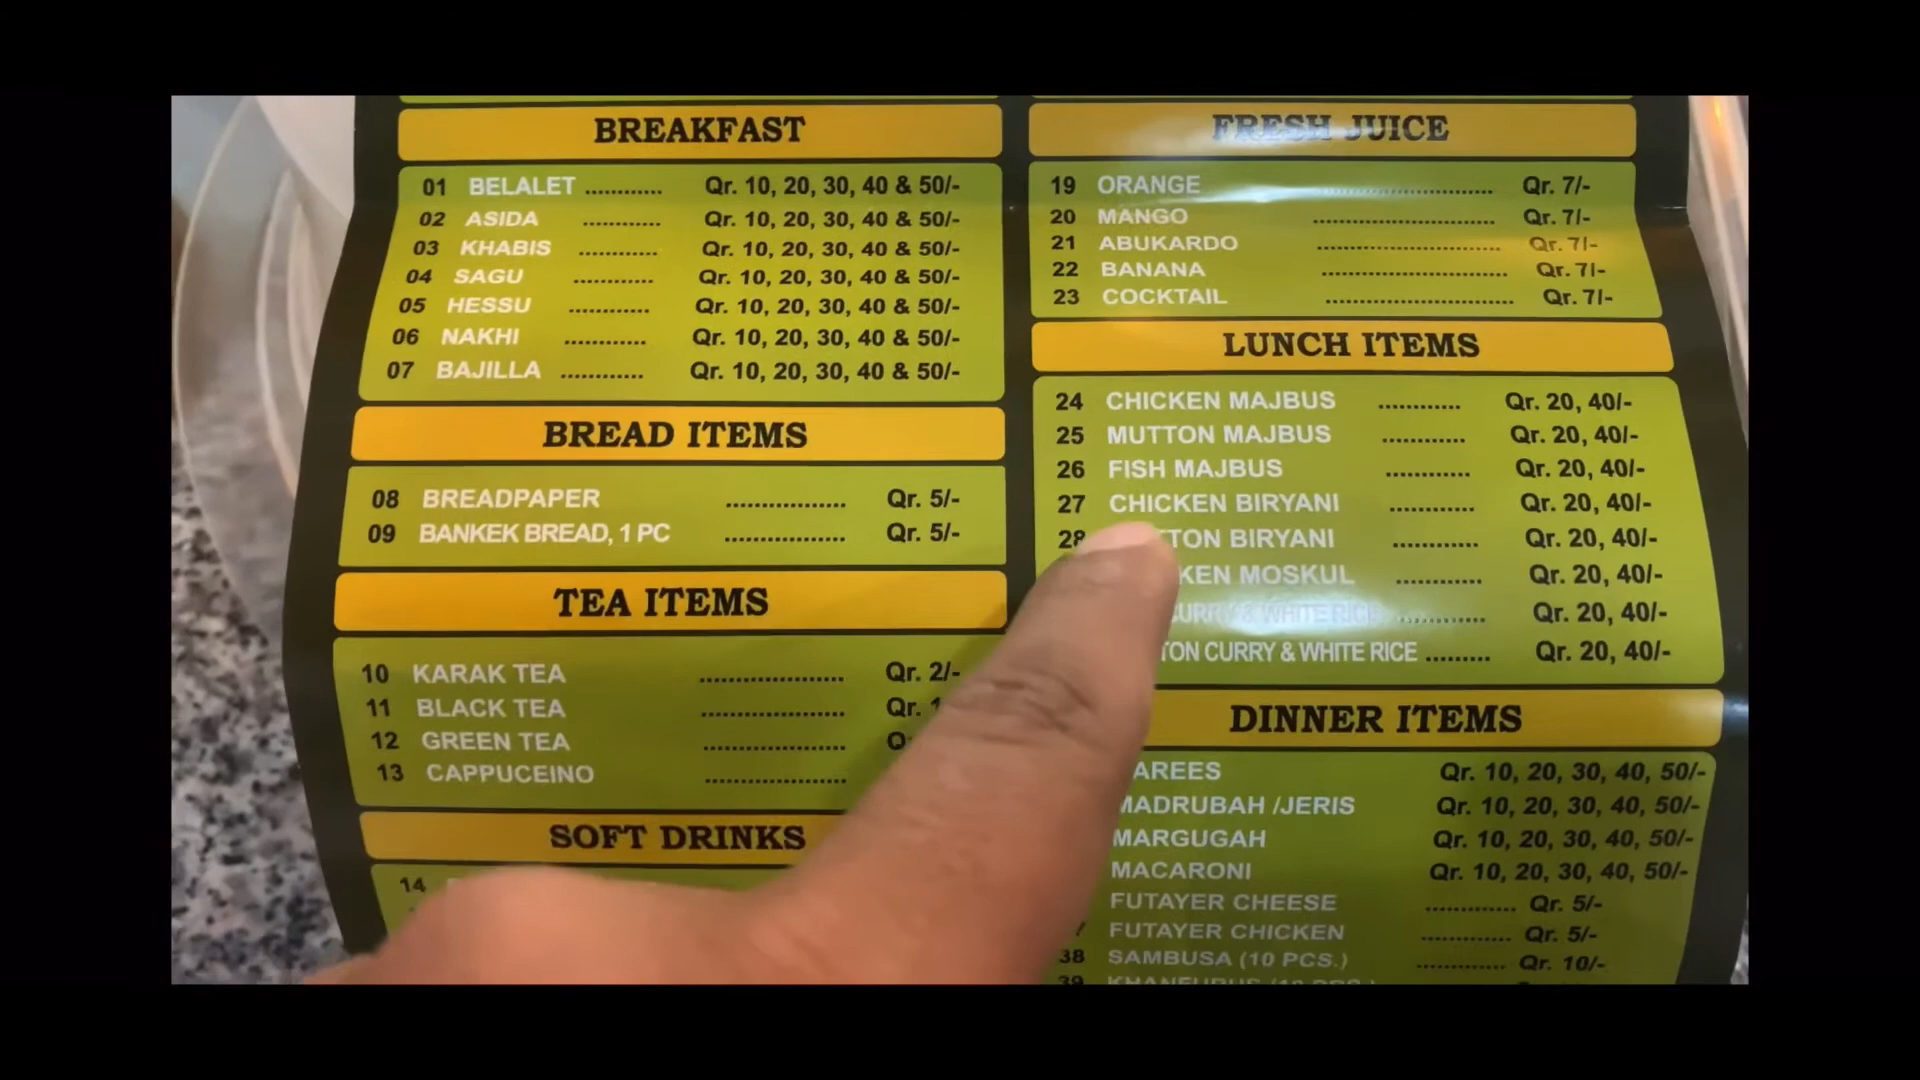 BREAKFAST
01 BELALET ............ Qr. 10, 20, 30, 40 & 50/-
02 ASIDA ............ Qr. 10, 20, 30, 40 & 50/-
03 KHABIS ............ Qr. 10, 20, 30, 40 & 50/-
04 SAGU ............ Qr. 10, 20, 30, 40 & 50/-
05 HESSU ............ Qr. 10, 20, 30, 40 & 50/-
06 NAKHI ............ Qr. 10, 20, 30, 40 & 50/-
07 BAJILLA ............ Qr. 10, 20, 30, 40 & 50/-
BREAD ITEMS
08 BREADPAPER ................. Qr. 5/-
09 BANKEK BREAD, 1 PC ................. Qr. 5/-
TEA ITEMS
10 KARAK TEA .................... Qr. 2/-
11 BLACK TEA .................... Qr.
12 GREEN TEA ....................
13 CAPPUCEINO ....................
SOFT DRINKS
14
FRESH JUICE
19 ORANGE ........................ Qr. 7/-
20 MANGO ........................... Qr. 7/-
21 ABUKARDO ........................... Qr. 7/-
22 BANANA ........................... Qr. 7/-
23 COCKTAIL ........................... Qr. 7/-
LUNCH ITEMS
24 CHICKEN MAJBUS ............ Qr. 20, 40/-
25 MUTTON MAJBUS ............ Qr. 20, 40/-
26 FISH MAJBUS ............ Qr. 20, 40/-
27 CHICKEN BIRYANI ............ Qr. 20, 40/-
28 TON BIRYANI ............ Qr. 20, 40/-
KEN MOSKUL ............ Qr. 20, 40/-
CURRY & WHITE RICE ............ Qr. 20, 40/-
TON CURRY & WHITE RICE ......... Qr. 20, 40/-
DINNER ITEMS
AREES Qr. 10, 20, 30, 40, 50/-
MADRUBAH /JERIS Qr. 10, 20, 30, 40, 50/-
MARGUGAH Qr. 10, 20, 30, 40, 50/-
MACARONI Qr. 10, 20, 30, 40, 50/-
FUTAYER CHEESE ............. Qr. 5/-
FUTAYER CHICKEN ............. Qr. 5/-
38 SAMBUSA (10 PCS.) ............. Qr. 10/-
39